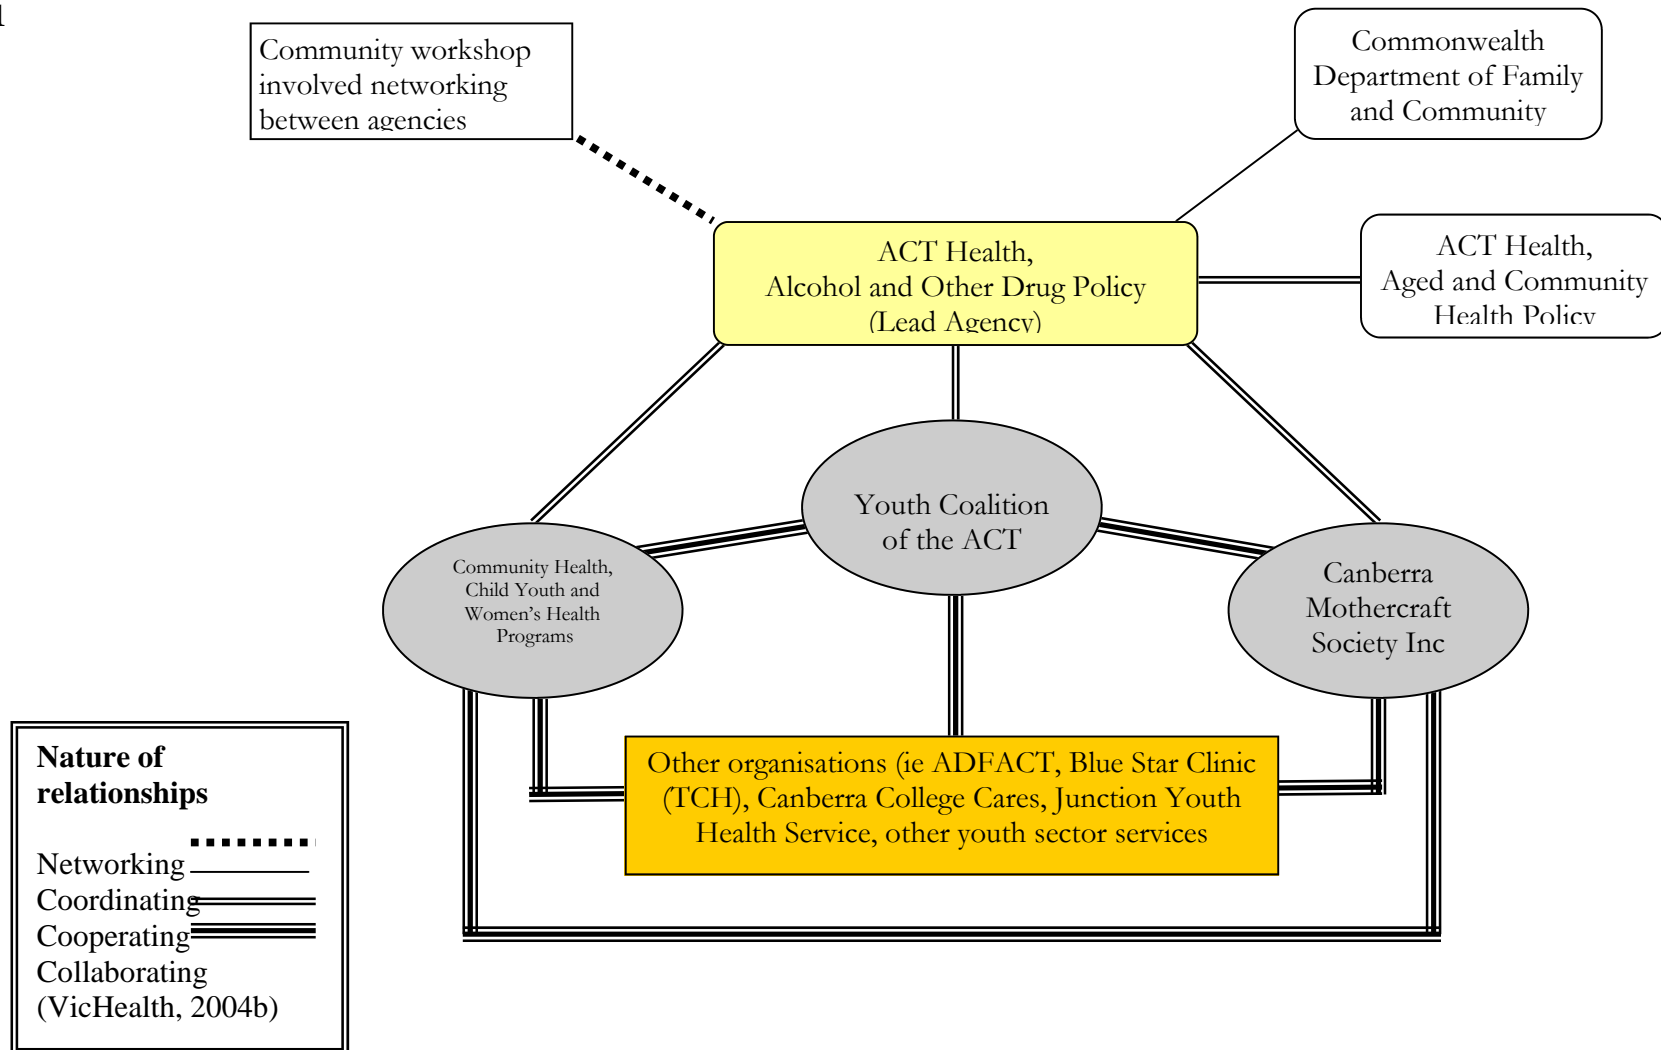 Community workshop
involved networking
between agencies
Commonwealth
Department of Family
and Community
ACT Health,
Alcohol and Other Drug Policy
(Lead Agency)
ACT Health,
Aged and Community
Health Policy
Youth Coalition
of the ACT
Community Health,
Child Youth and
Women’s Health
Programs
Canberra
Mothercraft
Society Inc
Other organisations (ie ADFACT, Blue Star Clinic
(TCH), Canberra College Cares, Junction Youth
Health Service, other youth sector services
Nature of
relationships
Networking
Coordinating
Cooperating
Collaborating
(VicHealth, 2004b)